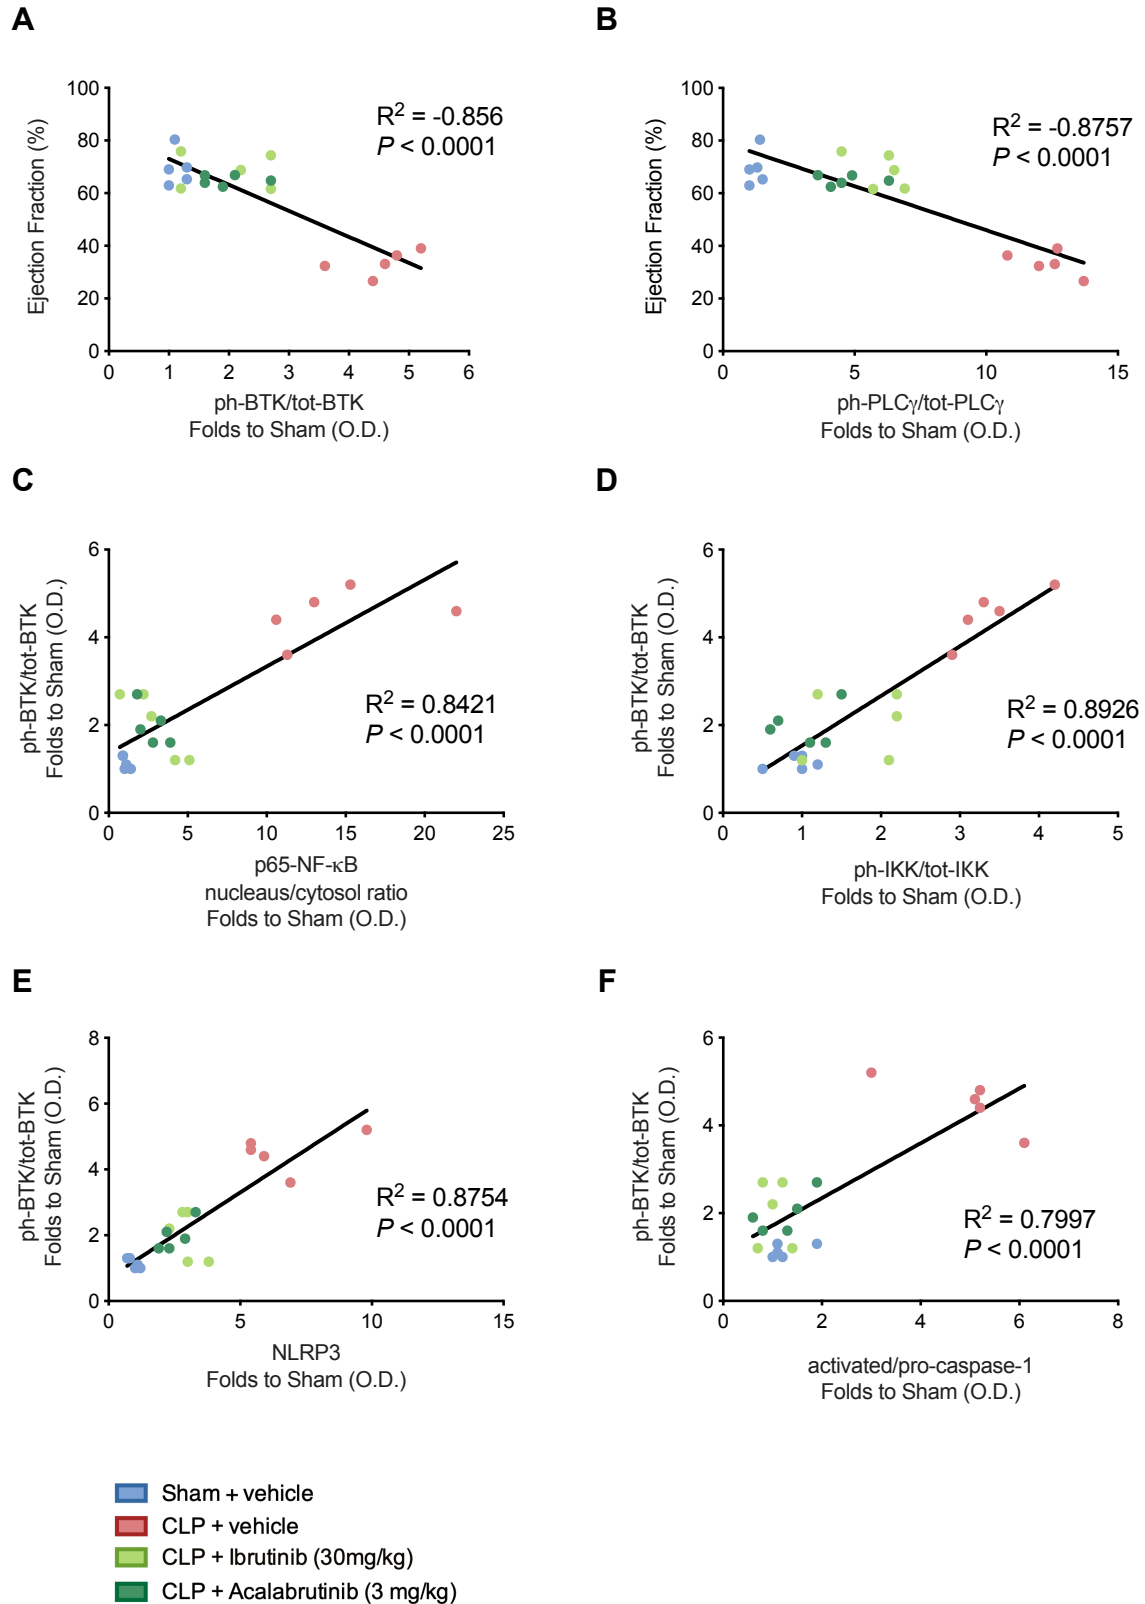 A
Ejection Fraction (%)
100
80
60
40
20
0
0 1 2 3 4 5 6
R² = -0.856
P < 0.0001
ph-BTK/tot-BTK
Folds to Sham (O.D.)
B
Ejection Fraction (%)
100
80
60
40
20
0
0 5 10 15
R² = -0.8757
P < 0.0001
ph-PLCγ/tot-PLCγ
Folds to Sham (O.D.)
C
ph-BTK/tot-BTK
Folds to Sham (O.D.)
6
4
2
0
0 5 10 15 20 25
R² = 0.8421
P < 0.0001
p65-NF-κB
nucleaus/cytosol ratio
Folds to Sham (O.D.)
D
ph-BTK/tot-BTK
Folds to Sham (O.D.)
6
4
2
0
0 1 2 3 4 5
R² = 0.8926
P < 0.0001
ph-IKK/tot-IKK
Folds to Sham (O.D.)
E
ph-BTK/tot-BTK
Folds to Sham (O.D.)
8
6
4
2
0
0 5 10 15
R² = 0.8754
P < 0.0001
NLRP3
Folds to Sham (O.D.)
F
ph-BTK/tot-BTK
Folds to Sham (O.D.)
6
4
2
0
0 2 4 6 8
R² = 0.7997
P < 0.0001
activated/pro-caspase-1
Folds to Sham (O.D.)
Sham + vehicle
CLP + vehicle
CLP + Ibrutinib (30mg/kg)
CLP + Acalabrutinib (3 mg/kg)